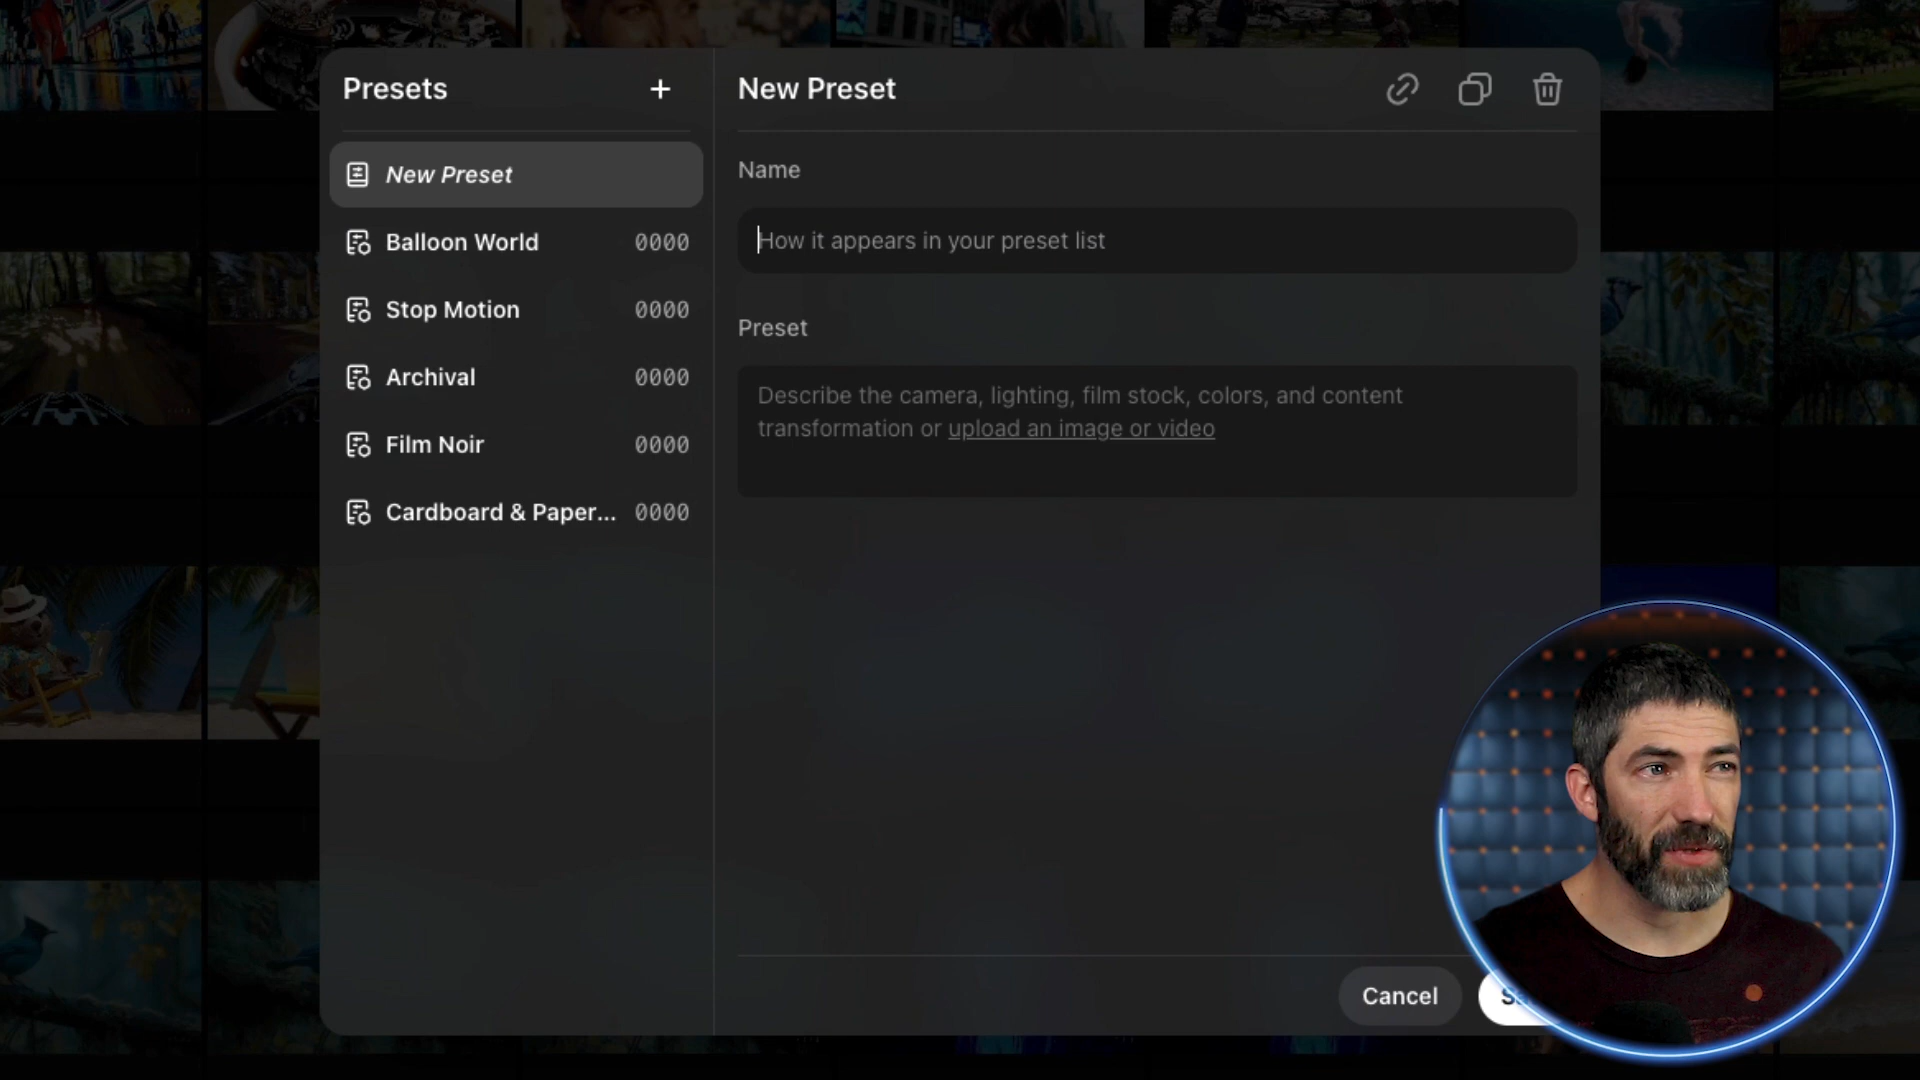 Presets
+
New Preset
Balloon World 0000
Stop Motion 0000
Archival 0000
Film Noir 0000
Cardboard & Paper... 0000
New Preset
Name
How it appears in your preset list
Preset
Describe the camera, lighting, film stock, colors, and content
transformation or upload an image or video
Cancel